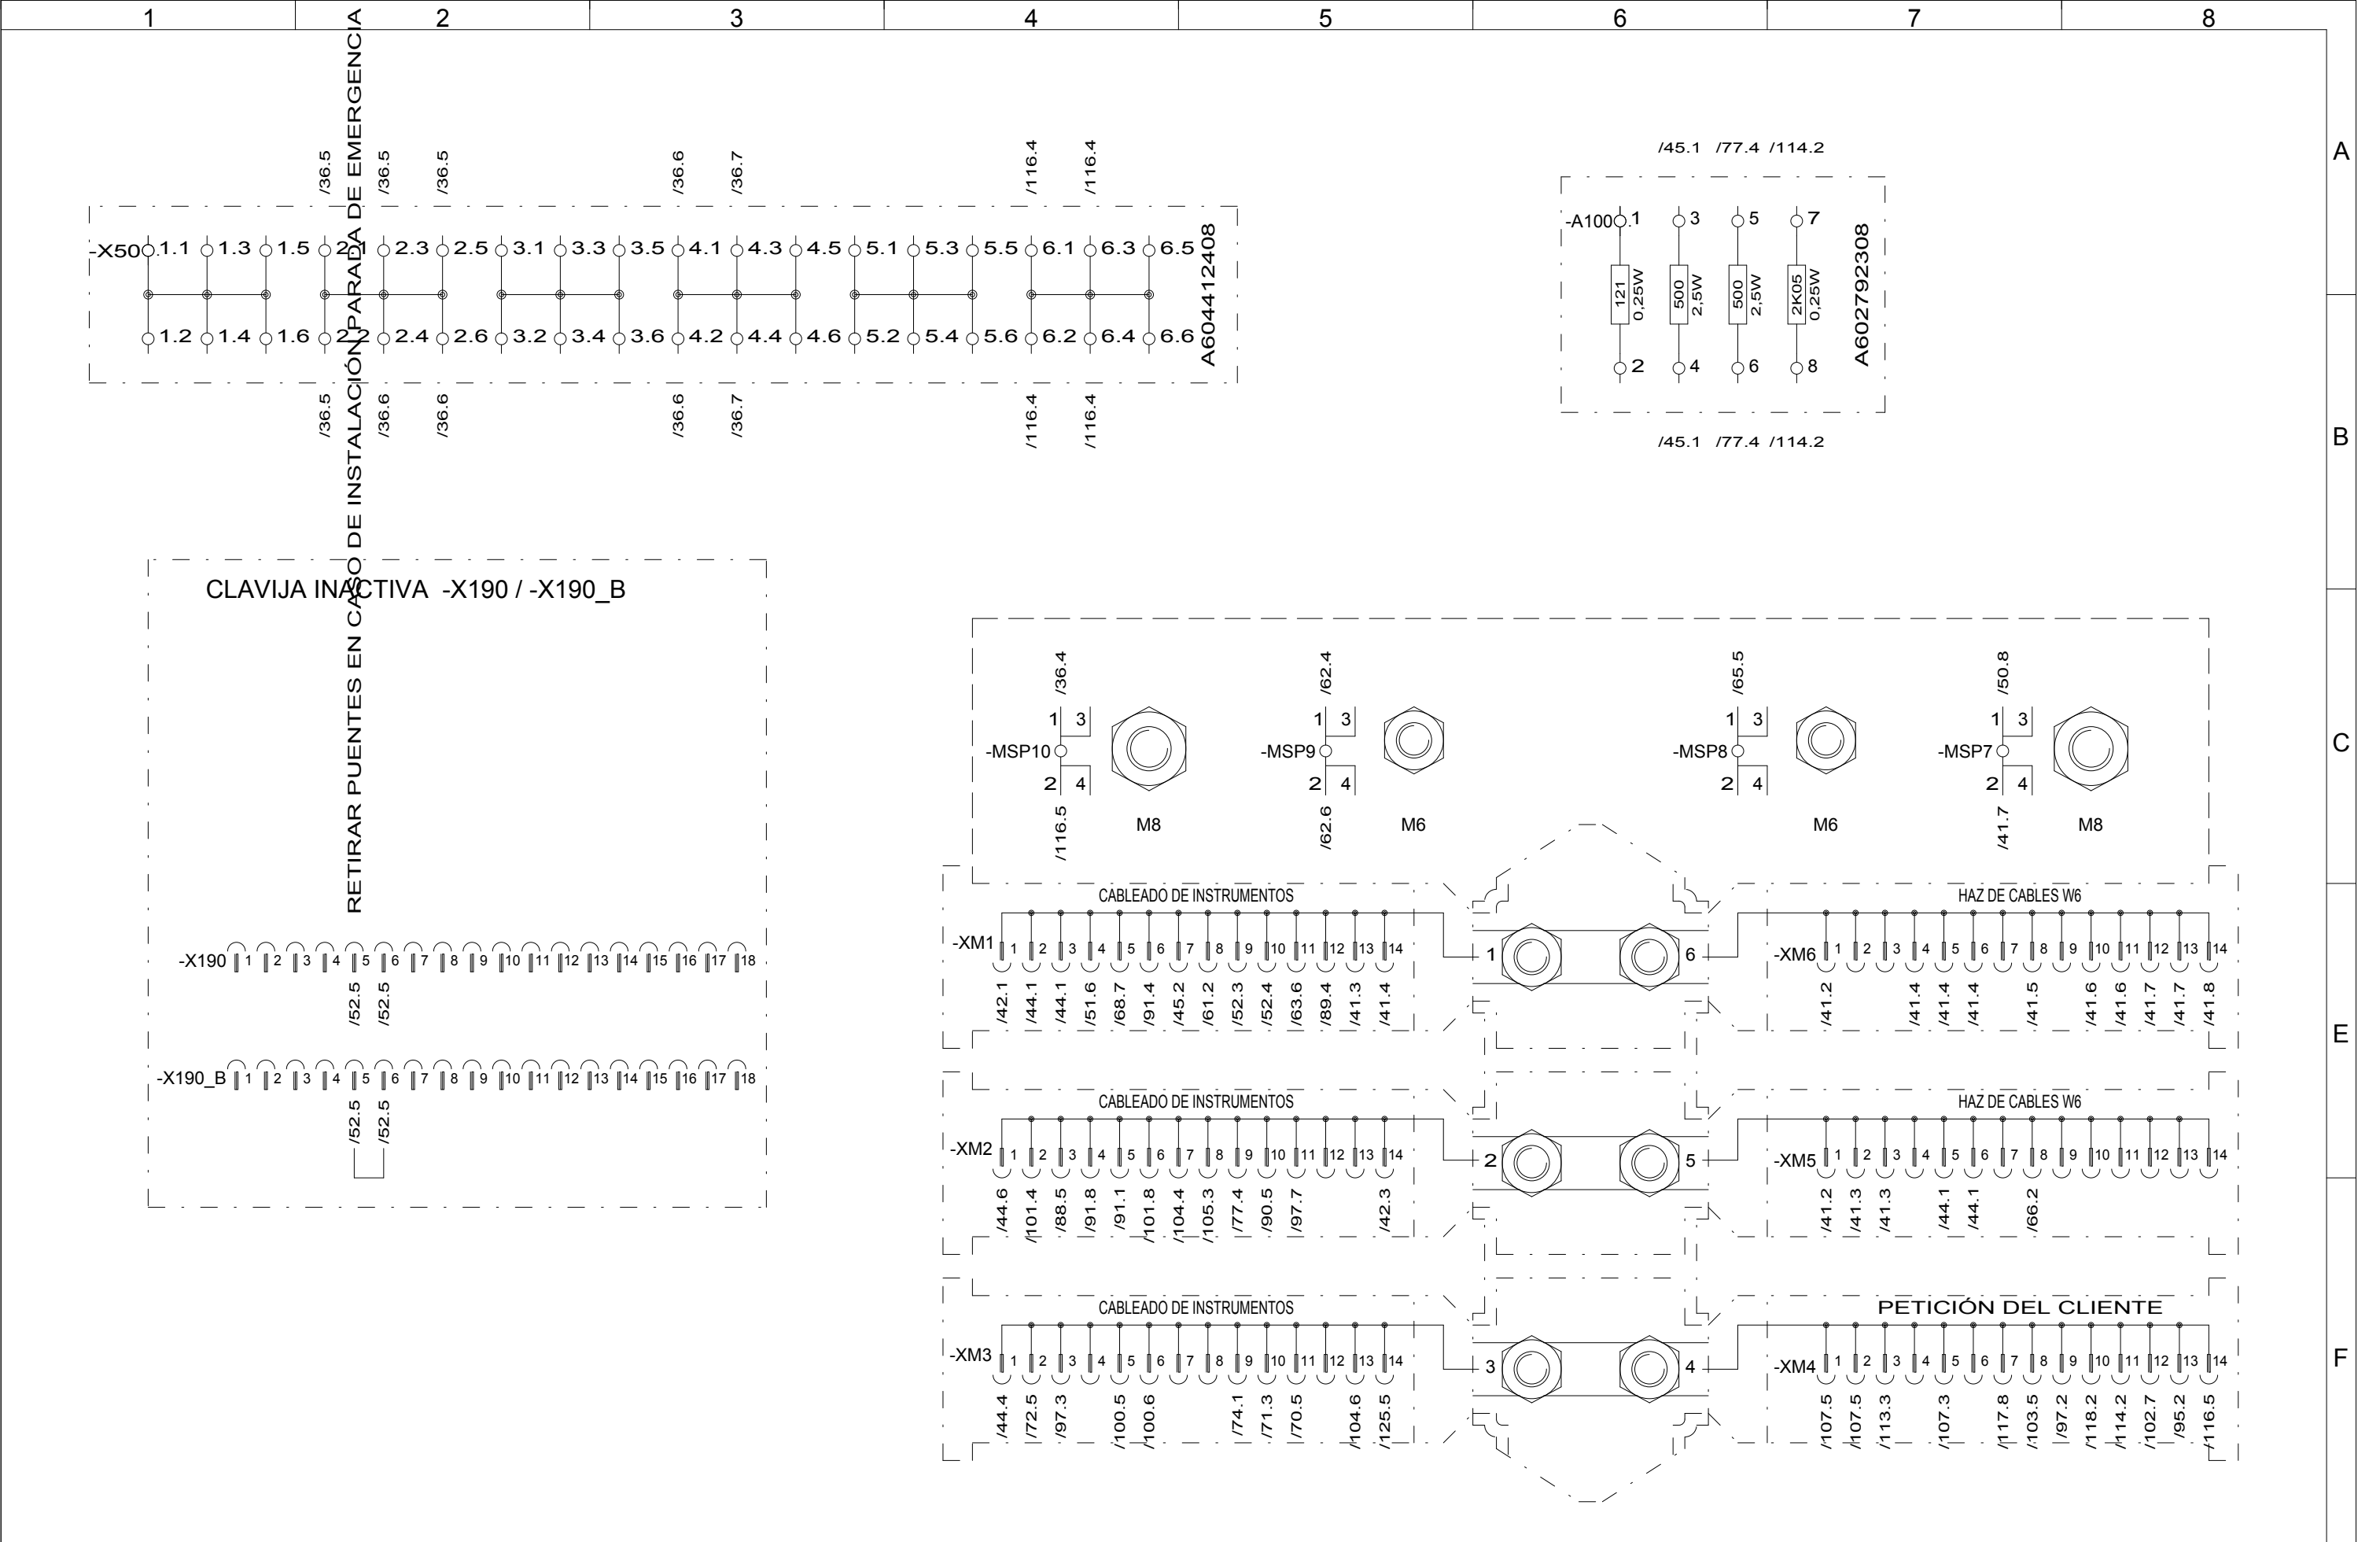 1 2 3 4 5 6 7 8
A
B
C
E
F
RETIRAR PUENTES EN CASO DE INSTALACIÓN PARADA DE EMERGENCIA
/36.5 /36.5 /36.5 /36.6 /36.7 /116.4 /116.4
-X50 1.1 1.3 1.5 2.1 2.3 2.5 3.1 3.3 3.5 4.1 4.3 4.5 5.1 5.3 5.5 6.1 6.3 6.5
1.2 1.4 1.6 2.2 2.4 2.6 3.2 3.4 3.6 4.2 4.4 4.6 5.2 5.4 5.6 6.2 6.4 6.6
A604412408
/36.5 /36.6 /36.6 /36.6 /36.7 /116.4 /116.4
/45.1 /77.4 /114.2
-A100 1 3 5 7
121 0,25W 500 2,5W 500 2,5W 2K05 0,25W
2 4 6 8
A602792308
/45.1 /77.4 /114.2
CLAVIJA INACTIVA -X190 / -X190_B
-X190 1 2 3 4 5 6 7 8 9 10 11 12 13 14 15 16 17 18
/52.5 /52.5
-X190_B 1 2 3 4 5 6 7 8 9 10 11 12 13 14 15 16 17 18
/52.5 /52.5
/36.4 /62.4 /65.5 /50.8
1 3 1 3 1 3 1 3
-MSP10 -MSP9 -MSP8 -MSP7
2 4 2 4 2 4 2 4
M8 M6 M6 M8
/116.5 /62.6 /41.7
CABLEADO DE INSTRUMENTOS
-XM1 1 2 3 4 5 6 7 8 9 10 11 12 13 14
/42.1 /44.1 /44.1 /51.6 /68.7 /91.4 /45.2 /61.2 /52.3 /52.4 /63.6 /89.4 /41.3 /41.4
1 6
HAZ DE CABLES W6
-XM6 1 2 3 4 5 6 7 8 9 10 11 12 13 14
/41.2 /41.4 /41.4 /41.4 /41.5 /41.6 /41.6 /41.7 /41.7 /41.8
CABLEADO DE INSTRUMENTOS
-XM2 1 2 3 4 5 6 7 8 9 10 11 12 13 14
/44.6 /101.4 /88.5 /91.8 /91.1 /101.8 /104.4 /105.3 /77.4 /90.5 /97.7 /42.3
2 5
HAZ DE CABLES W6
-XM5 1 2 3 4 5 6 7 8 9 10 11 12 13 14
/41.2 /41.3 /41.3 /44.1 /44.1 /66.2
CABLEADO DE INSTRUMENTOS
-XM3 1 2 3 4 5 6 7 8 9 10 11 12 13 14
/44.4 /72.5 /97.3 /100.5 /100.6 /74.1 /71.3 /70.5 /104.6 /125.5
3 4
PETICIÓN DEL CLIENTE
-XM4 1 2 3 4 5 6 7 8 9 10 11 12 13 14
/107.5 /107.5 /113.3 /107.3 /117.8 /103.5 /97.2 /118.2 /114.2 /102.7 /95.2 /116.5